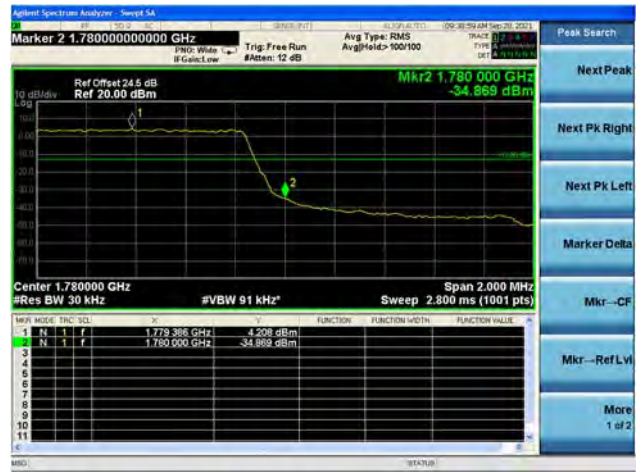 Agilent Spectrum Analyzer - Swept SA
09:38:59 AM Sep 20, 2021
Marker 2 1.780000000000 GHz
PNO: Wide
IFGain:Low
Trig: Free Run
#Atten: 12 dB
Avg Type: RMS
Avg|Hold:>100/100
TRACE
TYPE
DET
Peak Search
Ref Offset 24.5 dB
Ref 20.00 dBm
10 dB/div
Log
Mkr2 1.780 000 GHz
-34.869 dBm
1
2
Center 1.780000 GHz
#Res BW 30 kHz
#VBW 91 kHz*
Span 2.000 MHz
Sweep 2.800 ms (1001 pts)
MKR MODE TRC SCL X Y FUNCTION FUNCTION WIDTH FUNCTION VALUE
1 N 1 f 1.779 386 GHz 4.208 dBm
2 N 1 f 1.780 000 GHz -34.869 dBm
3
4
5
6
7
8
9
10
11
MSG
STATUS
Next Peak
Next Pk Right
Next Pk Left
Marker Delta
Mkr→CF
Mkr→Ref Lvl
More
1 of 2